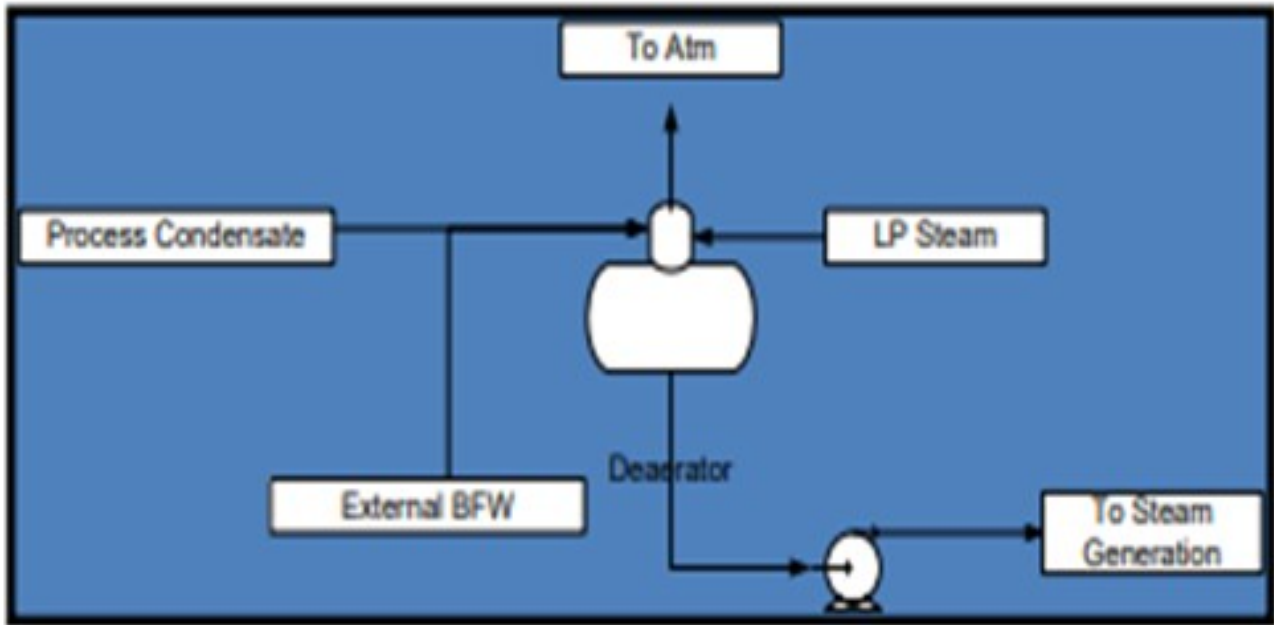 To Atm
Process Condensate
LP Steam
Deaerator
External BFW
To Steam
Generation